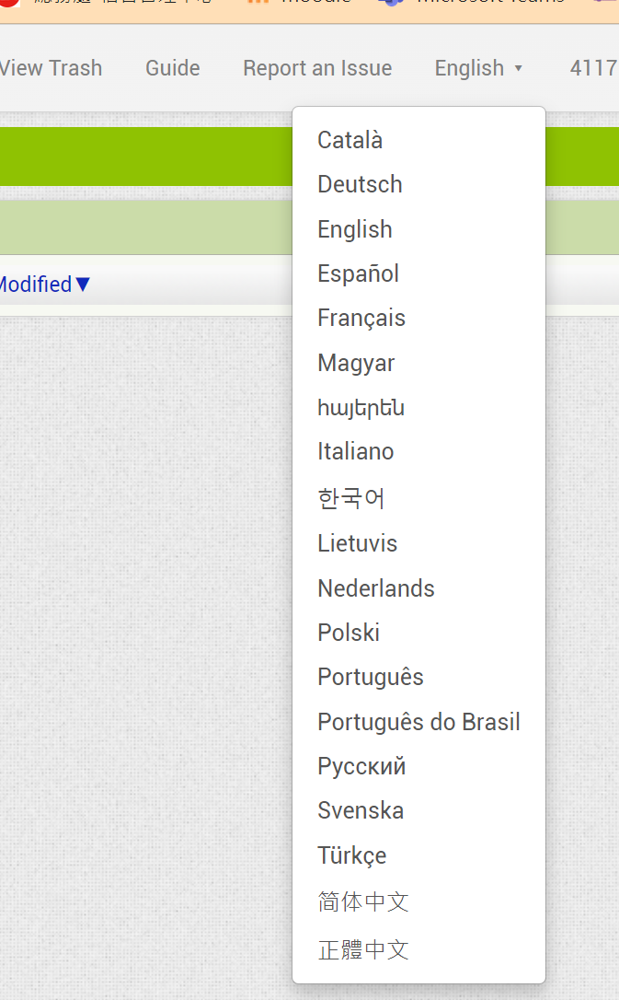 moodle Microsoft Teams
View Trash Guide Report an Issue English ▼ 4117
Modified▼
Català
Deutsch
English
Español
Français
Magyar
հայերեն
Italiano
한국어
Lietuvis
Nederlands
Polski
Português
Português do Brasil
Русский
Svenska
Türkçe
简体中文
正體中文